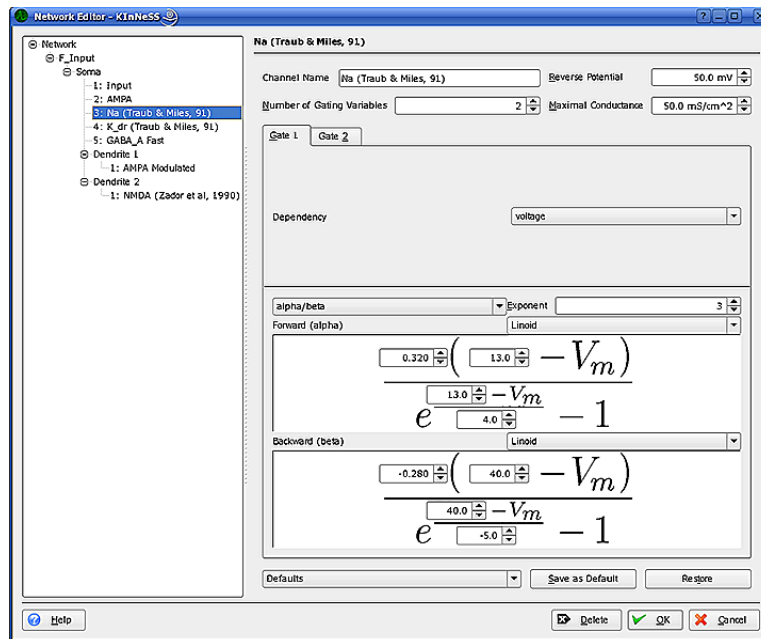 Network Editor - KInNeSS
Network
F_Input
Soma
1: Input
2: AMPA
3: Na (Traub & Miles, 91)
4: K_dr (Traub & Miles, 91)
5: GABA_A Fast
Dendrite 1
1: AMPA Modulated
Dendrite 2
1: NMDA (Zador et al, 1990)
Na (Traub & Miles, 91)
Channel Name Na (Traub & Miles, 91) Reverse Potential 50.0 mV
Number of Gating Variables 2 Maximal Conductance 50.0 mS/cm^2
Gate 1 Gate 2
Dependency voltage
alpha/beta Exponent 3
Forward (alpha) Linoid
0.320 ( 13.0 − Vm)
13.0 − Vm
e 4.0 − 1
Backward (beta) Linoid
-0.280 ( 40.0 − Vm)
40.0 − Vm
e -5.0 − 1
Defaults Save as Default Restore
Help Delete OK Cancel